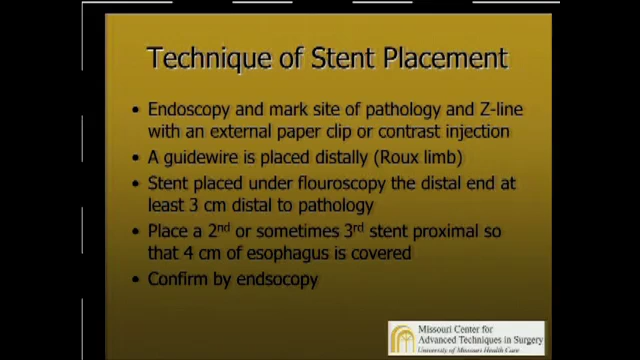 Technique of Stent Placement
• Endoscopy and mark site of pathology and Z-line
with an external paper clip or contrast injection
• A guidewire is placed distally (Roux limb)
• Stent placed under flouroscopy the distal end at
least 3 cm distal to pathology
• Place a 2nd or sometimes 3rd stent proximal so
that 4 cm of esophagus is covered
• Confirm by endsocopy
Missouri Center for
Advanced Techniques in Surgery
University of Missouri Health Care